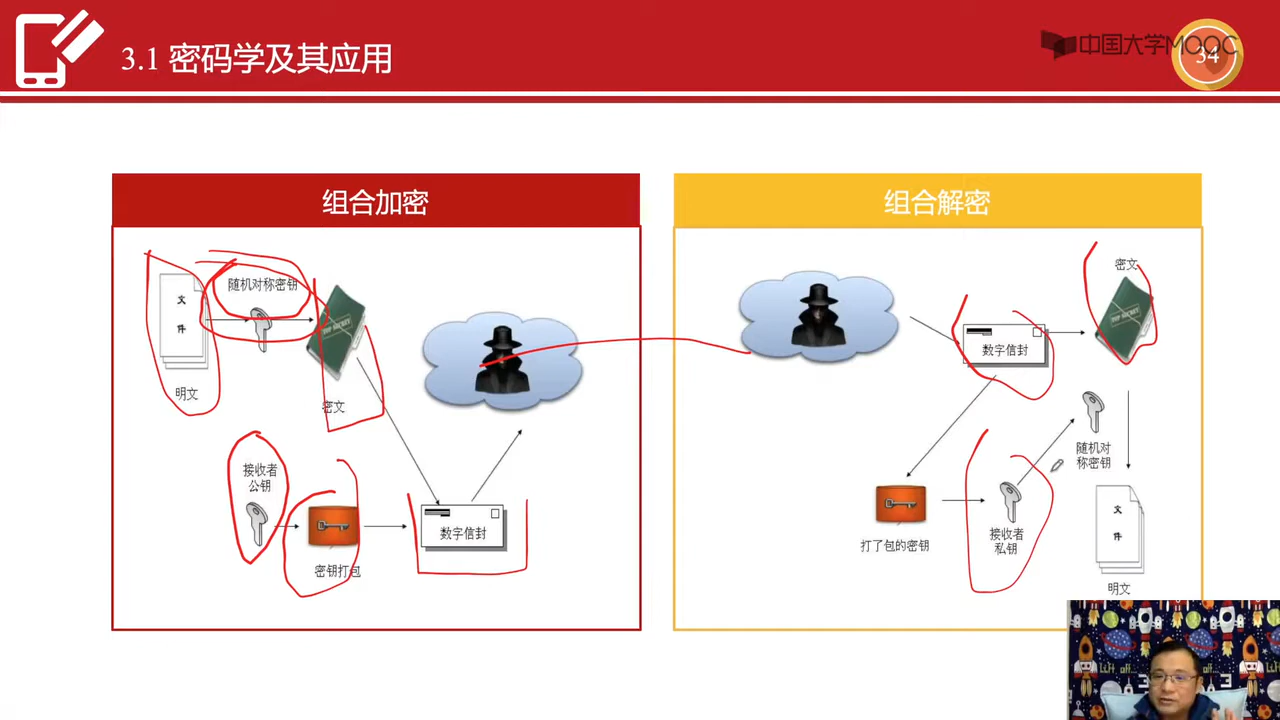 3.1 密码学及其应用
中国大学MOOC
34
组合加密
组合解密
随机对称密钥
文
件
TOP SECRET
明文
密文
接收者
公钥
密钥打包
数字信封
密文
TOP SECRET
数字信封
随机对
称密钥
打了包的密钥
接收者
私钥
文
件
明文